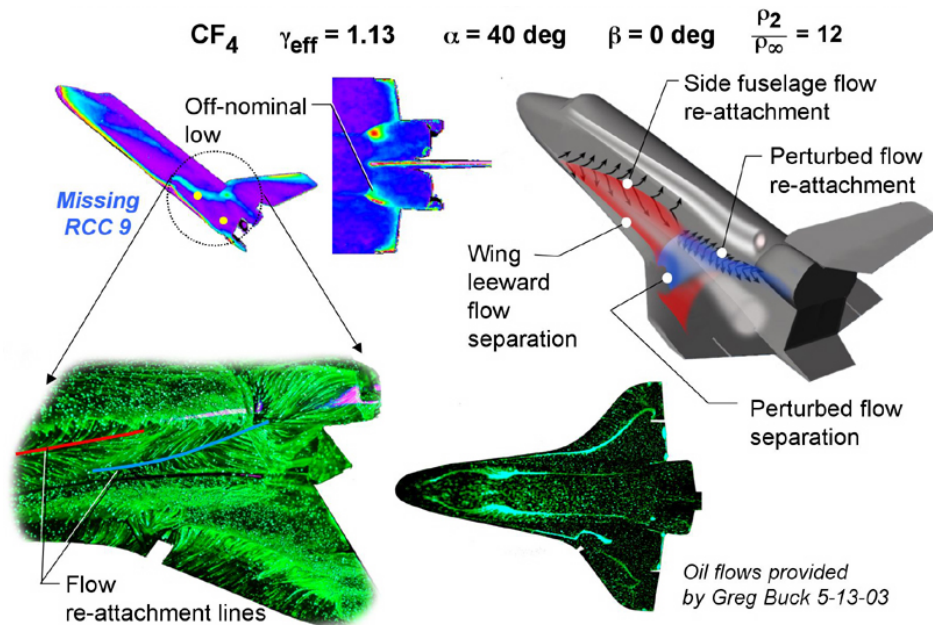 CF₄ γeff = 1.13 α = 40 deg β = 0 deg ρ₂/ρ∞ = 12
Off-nominal
low
Missing
RCC 9
Side fuselage flow
re-attachment
Perturbed flow
re-attachment
Wing
leeward
flow
separation
Perturbed flow
separation
Flow
re-attachment lines
Oil flows provided
by Greg Buck 5-13-03